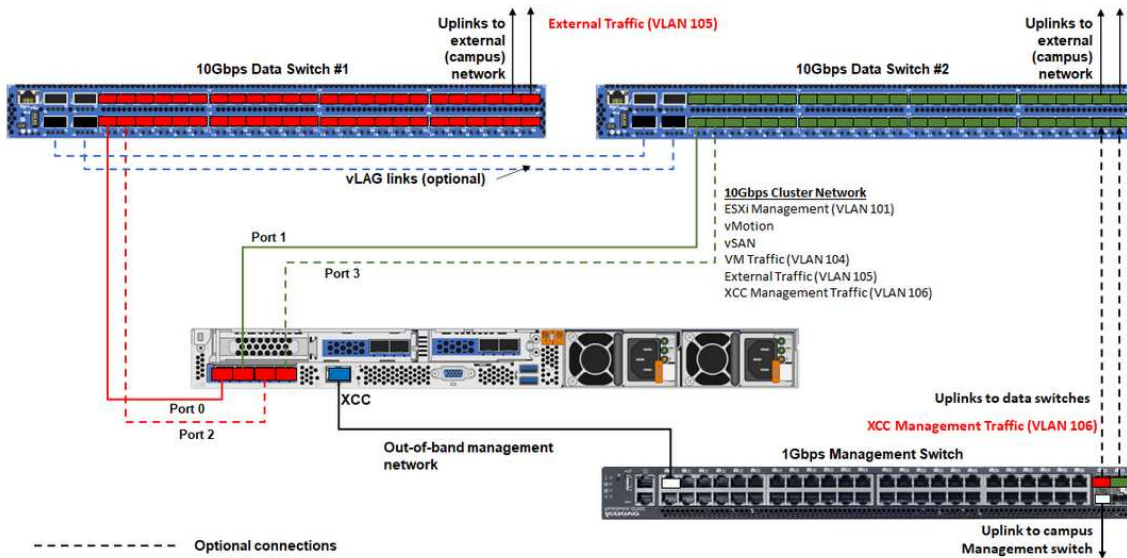 Uplinks to
external
(campus)
network
External Traffic (VLAN 105)
Uplinks to
external
(campus)
network
10Gbps Data Switch #1
10Gbps Data Switch #2
vLAG links (optional)
10Gbps Cluster Network
ESXi Management (VLAN 101)
vMotion
vSAN
VM Traffic (VLAN 104)
External Traffic (VLAN 105)
XCC Management Traffic (VLAN 106)
Port 1
Port 3
XCC
Port 0
Port 2
Uplinks to data switches
XCC Management Traffic (VLAN 106)
Out-of-band management
network
1Gbps Management Switch
Uplink to campus
Management switch
Optional connections